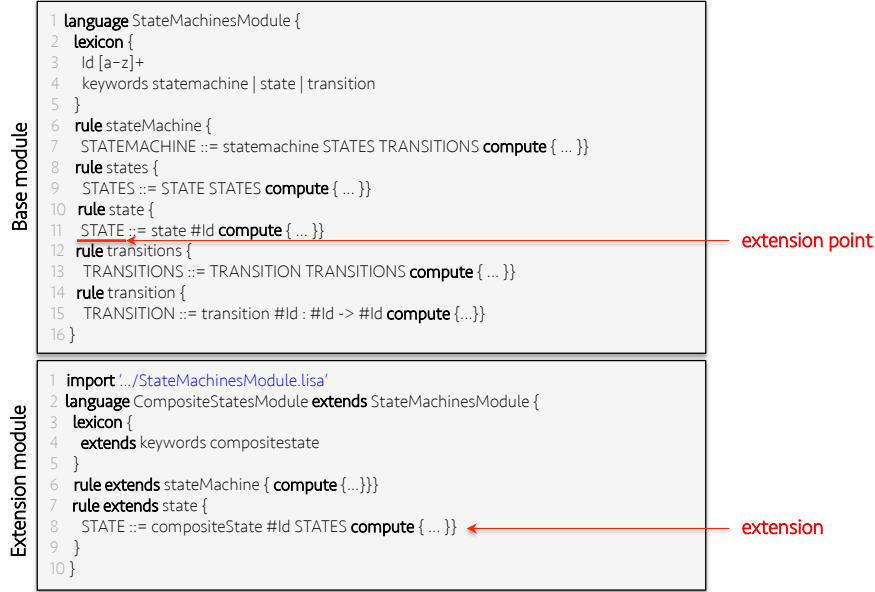 Base module
1 language StateMachinesModule {
2 lexicon {
3 Id [a-z]+
4 keywords statemachine | state | transition
5 }
6 rule stateMachine {
7 STATEMACHINE ::= statemachine STATES TRANSITIONS compute { ... }}
8 rule states {
9 STATES ::= STATE STATES compute { ... }}
10 rule state {
11 STATE ::= state #Id compute { ... }}
extension point
12 rule transitions {
13 TRANSITIONS ::= TRANSITION TRANSITIONS compute { ... }}
14 rule transition {
15 TRANSITION ::= transition #Id : #Id -> #Id compute {...}}
16 }
Extension module
1 import '.../StateMachinesModule.lisa'
2 language CompositeStatesModule extends StateMachinesModule {
3 lexicon {
4 extends keywords compositestate
5 }
6 rule extends stateMachine { compute {...}}}
7 rule extends state {
8 STATE ::= compositeState #Id STATES compute { ... }}
extension
9 }
10 }